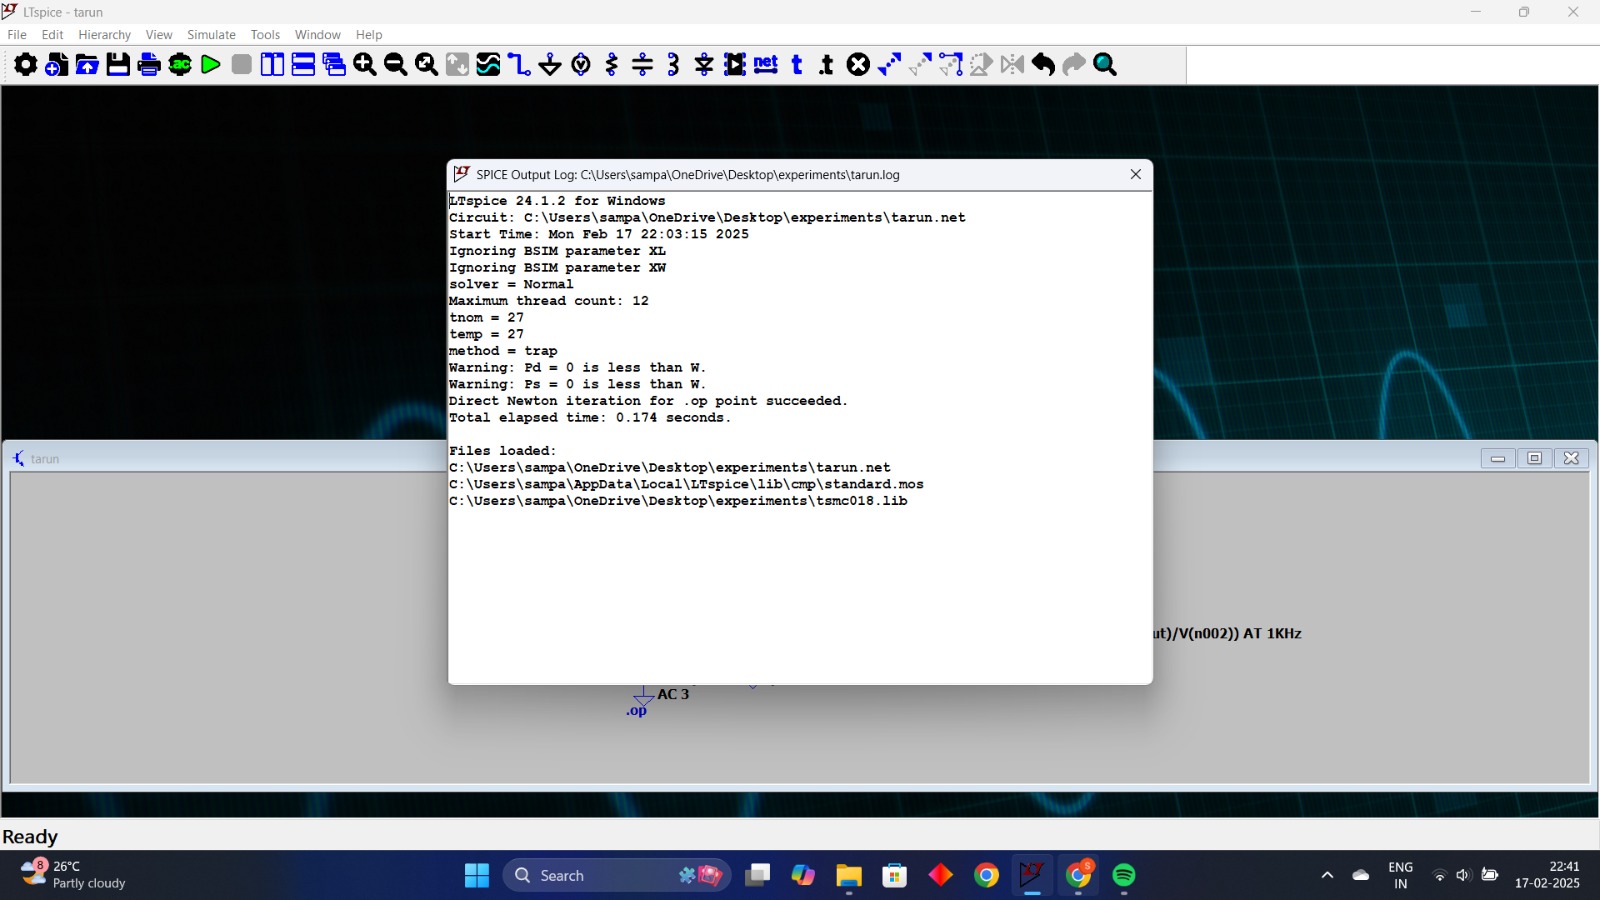 LTspice - tarun
File Edit Hierarchy View Simulate Tools Window Help
ac net t .t
SPICE Output Log: C:\Users\sampa\OneDrive\Desktop\experiments\tarun.log
LTspice 24.1.2 for Windows
Circuit: C:\Users\sampa\OneDrive\Desktop\experiments\tarun.net
Start Time: Mon Feb 17 22:03:15 2025
Ignoring BSIM parameter XL
Ignoring BSIM parameter XW
solver = Normal
Maximum thread count: 12
tnom = 27
temp = 27
method = trap
Warning: Pd = 0 is less than W.
Warning: Ps = 0 is less than W.
Direct Newton iteration for .op point succeeded.
Total elapsed time: 0.174 seconds.
Files loaded:
C:\Users\sampa\OneDrive\Desktop\experiments\tarun.net
C:\Users\sampa\AppData\Local\LTspice\lib\cmp\standard.mos
C:\Users\sampa\OneDrive\Desktop\experiments\tsmc018.lib
tarun
ut)/V(n002)) AT 1KHz
AC 3
.op
Ready
8
26°C
Partly cloudy
Search
S
ENG
IN
22:41
17-02-2025